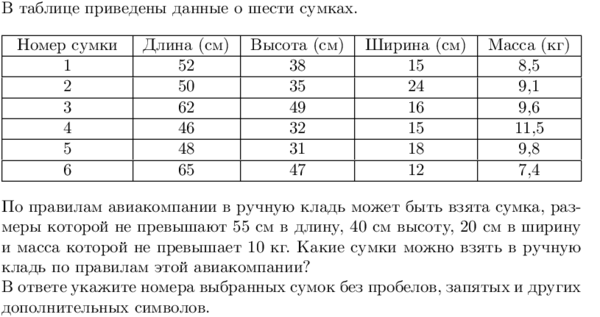 В таблице приведены данные о шести сумках.
Номер сумки Длина (см) Высота (см) Ширина (см) Масса (кг)
1 52 38 15 8,5
2 50 35 24 9,1
3 62 49 16 9,6
4 46 32 15 11,5
5 48 31 18 9,8
6 65 47 12 7,4
По правилам авиакомпании в ручную кладь может быть взята сумка, раз-
меры которой не превышают 55 см в длину, 40 см высоту, 20 см в ширину
и масса которой не превышает 10 кг. Какие сумки можно взять в ручную
кладь по правилам этой авиакомпании?
В ответе укажите номера выбранных сумок без пробелов, запятых и других
дополнительных символов.